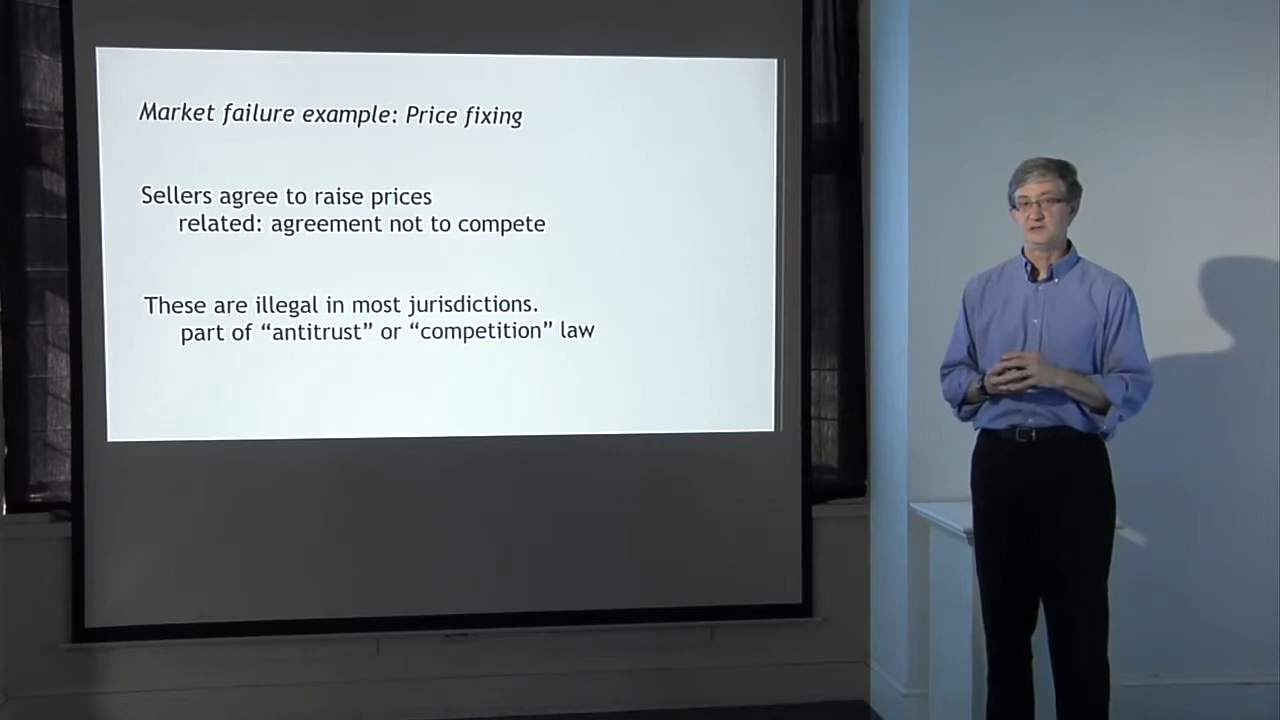 Market failure example: Price fixing
Sellers agree to raise prices
related: agreement not to compete
These are illegal in most jurisdictions.
part of “antitrust” or “competition” law